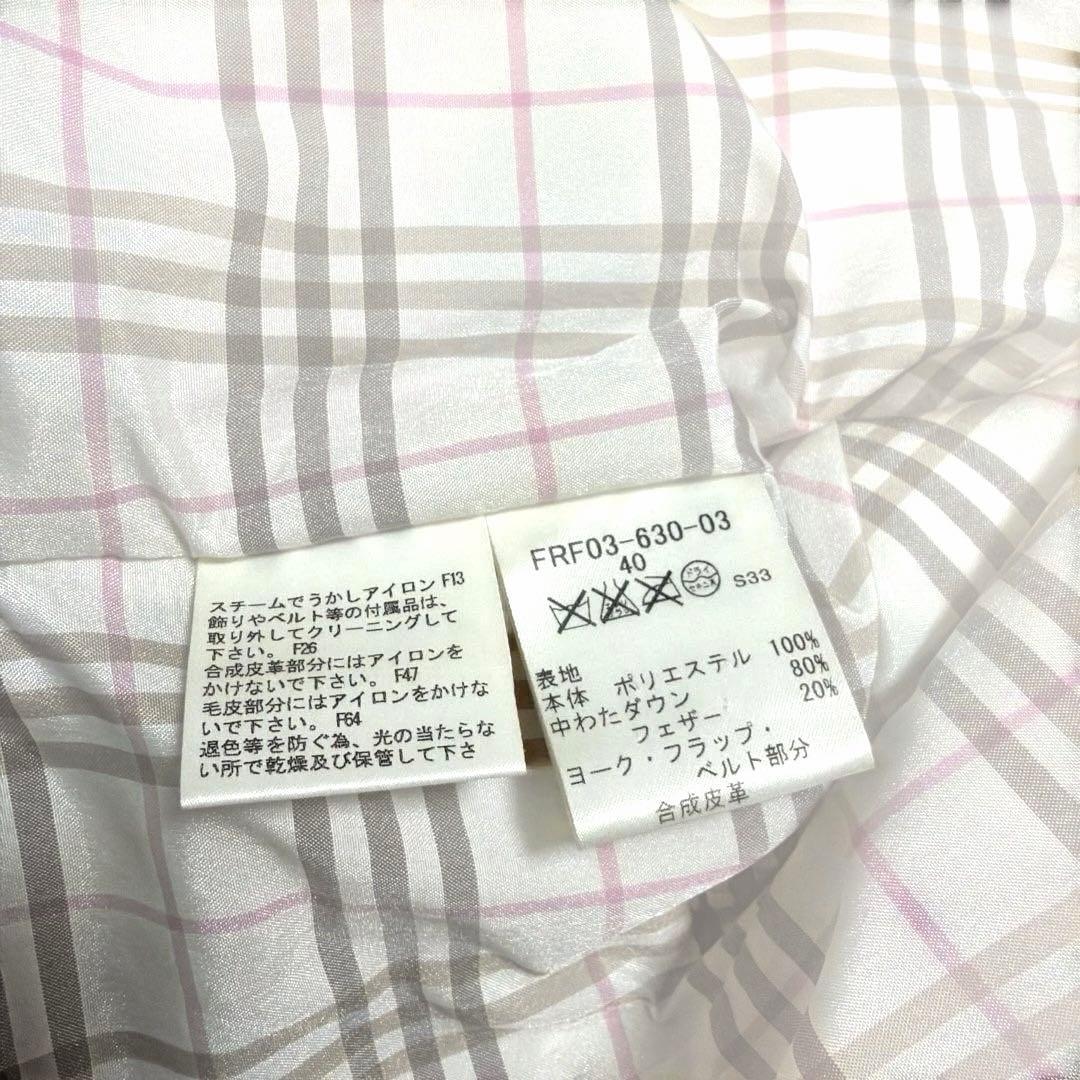 スチームでうかしアイロン F13
飾りやベルト等の付属品は、
取り外してクリーニングして
下さい。 F26
合成皮革部分にはアイロンを
かけないで下さい。 F47
毛皮部分にはアイロンをかけな
いで下さい。 F64
退色等を防ぐ為、光の当たらな
い所で乾燥及び保管して下さ
FRF03-630-03
40
ドライ
セキユ系
S33
表地
本体 ポリエステル 100%
中わたダウン 80%
フェザー 20%
ヨーク・フラップ・
ベルト部分
合成皮革